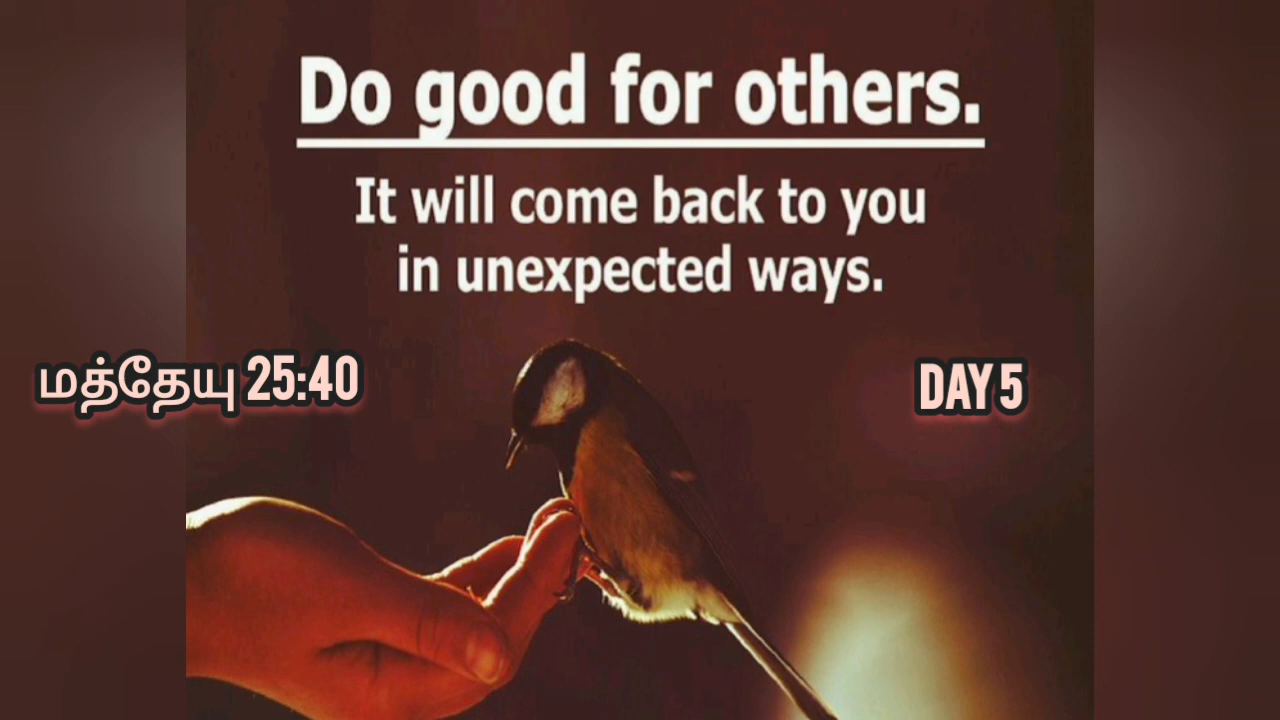 Do good for others.
It will come back to you
in unexpected ways.
மத்தேயு 25:40
DAY 5